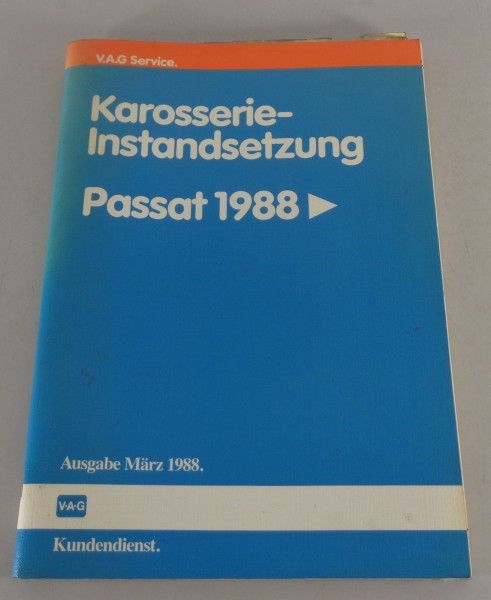 V.A.G Service.
Karosserie-
Instandsetzung
Passat 1988 ▶
Ausgabe März 1988.
V·A·G
Kundendienst.